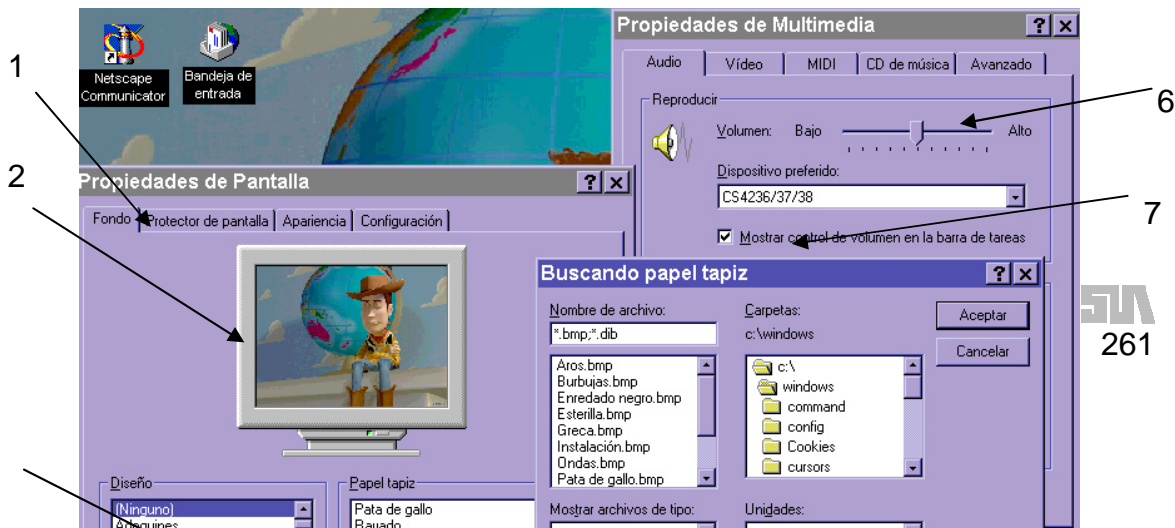 1
2
6
7
261
Netscape
Communicator
Bandeja de
entrada
Propiedades de Multimedia
Audio Vídeo MIDI CD de música Avanzado
Reproducir
Volumen: Bajo Alto
Dispositivo preferido:
CS4236/37/38
Mostrar control de volumen en la barra de tareas
Propiedades de Pantalla
Fondo Protector de pantalla Apariencia Configuración
Diseño
(Ninguno)
Adoquines
Papel tapiz
Pata de gallo
Rayado
Buscando papel tapiz
Nombre de archivo:
*.bmp;*.dib
Aros.bmp
Burbujas.bmp
Enredado negro.bmp
Esterilla.bmp
Greca.bmp
Instalación.bmp
Ondas.bmp
Pata de gallo.bmp
Mostrar archivos de tipo:
Carpetas:
c:\windows
c:\
windows
command
config
Cookies
cursors
Unidades:
Aceptar
Cancelar